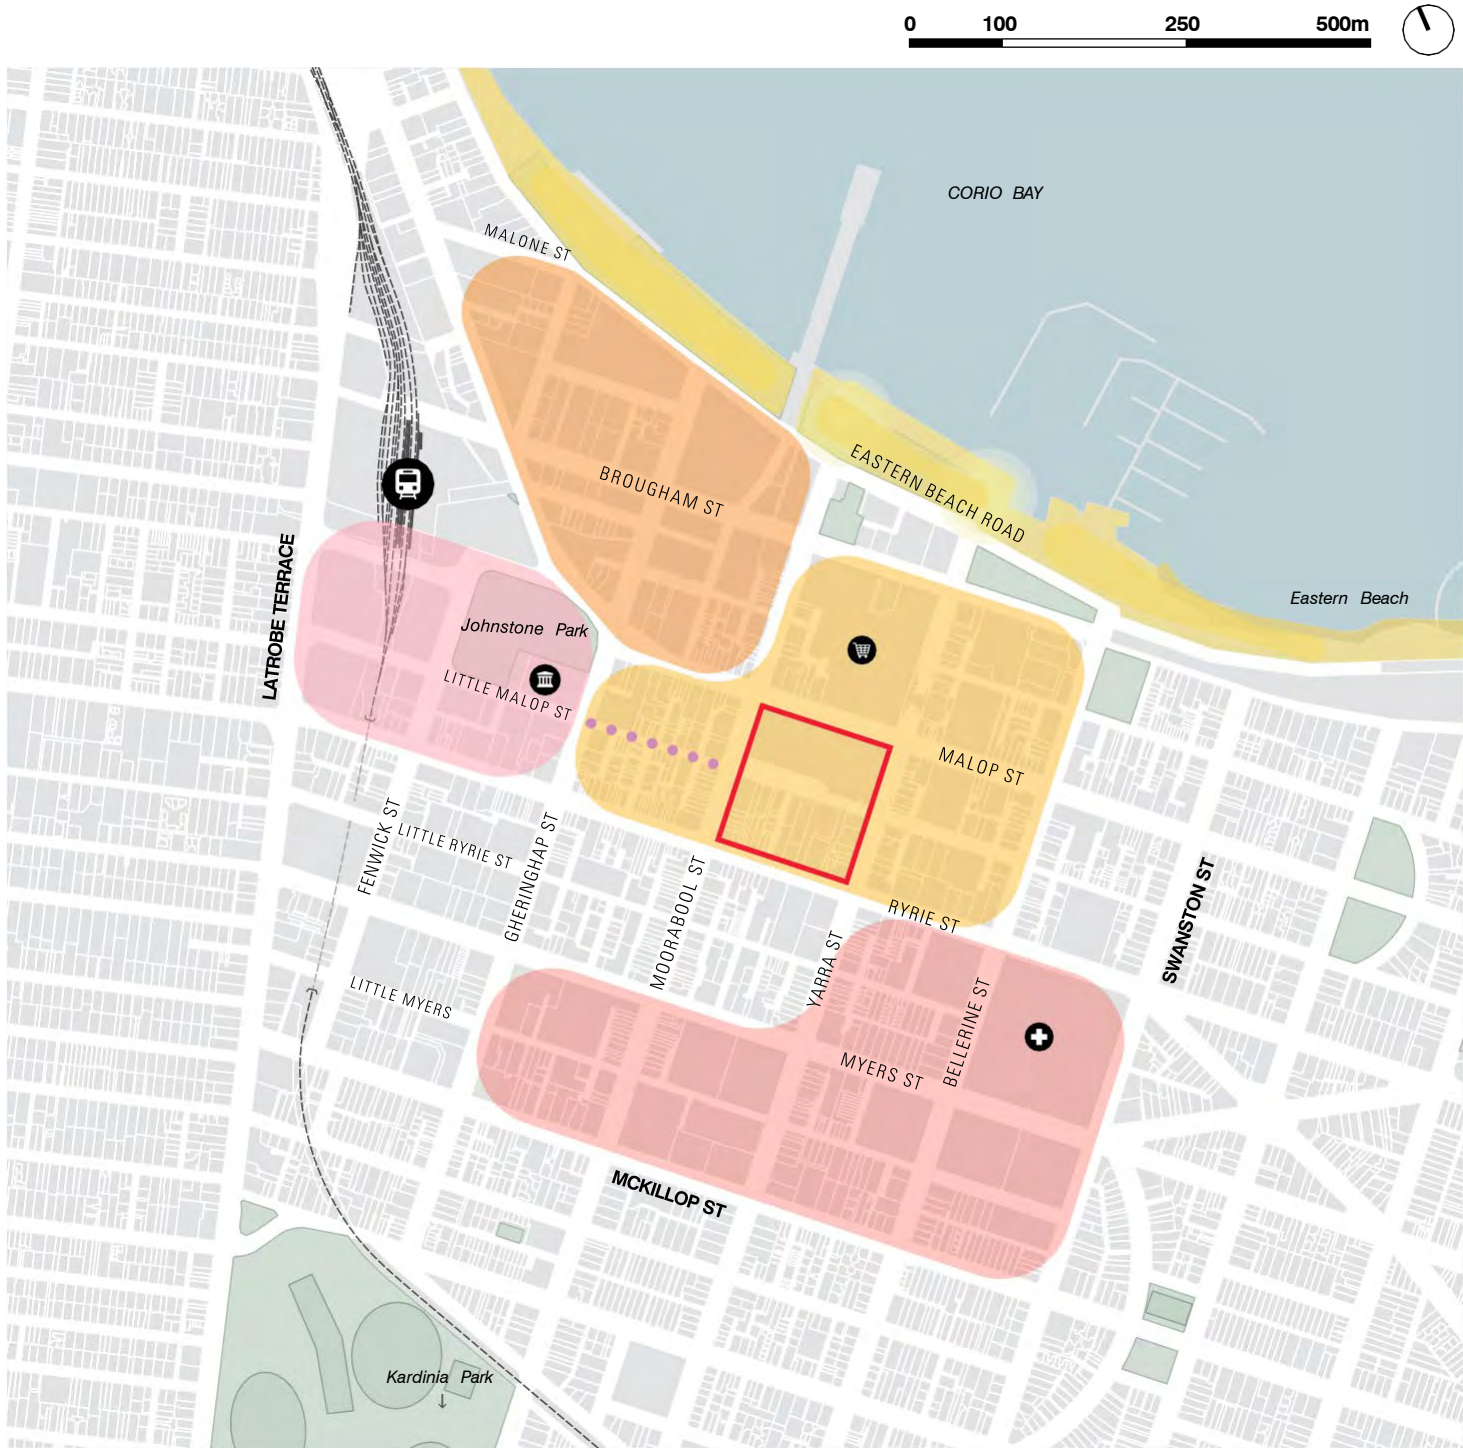 0 100 250 500m
CORIO BAY
MALONE ST
BROUGHAM ST
EASTERN BEACH ROAD
Eastern Beach
LATROBE TERRACE
Johnstone Park
LITTLE MALOP ST
MALOP ST
FENWICK ST
LITTLE RYRIE ST
GHERINGHAP ST
MOORABOOL ST
RYRIE ST
YARRA ST
SWANSTON ST
LITTLE MYERS
BELLERINE ST
MYERS ST
MCKILLOP ST
Kardinia Park